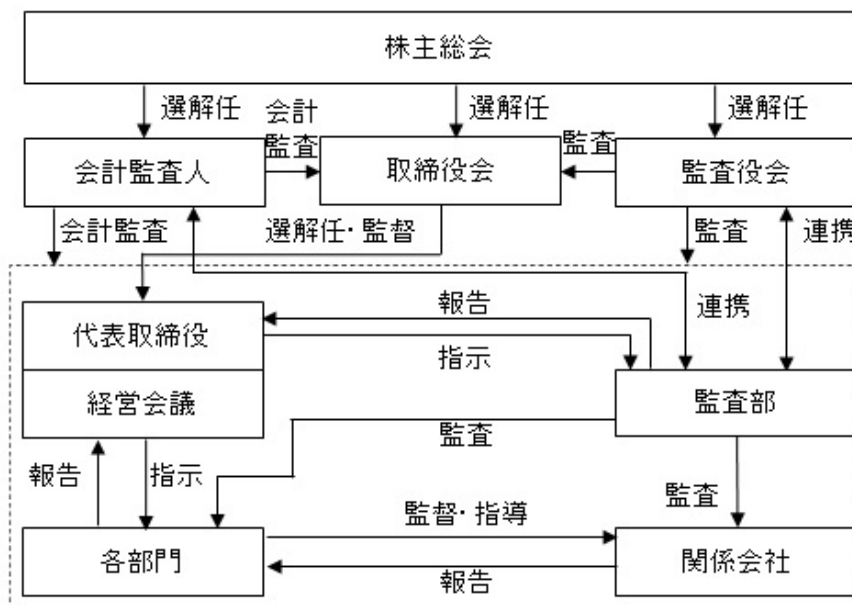 株主総会
選解任
選解任
選解任
会計
監査
監査
会計監査人
取締役会
監査役会
会計監査
選解任・監督
監査
連携
報告
連携
代表取締役
指示
経営会議
監査部
監査
報告
指示
監査
監督・指導
各部門
関係会社
報告